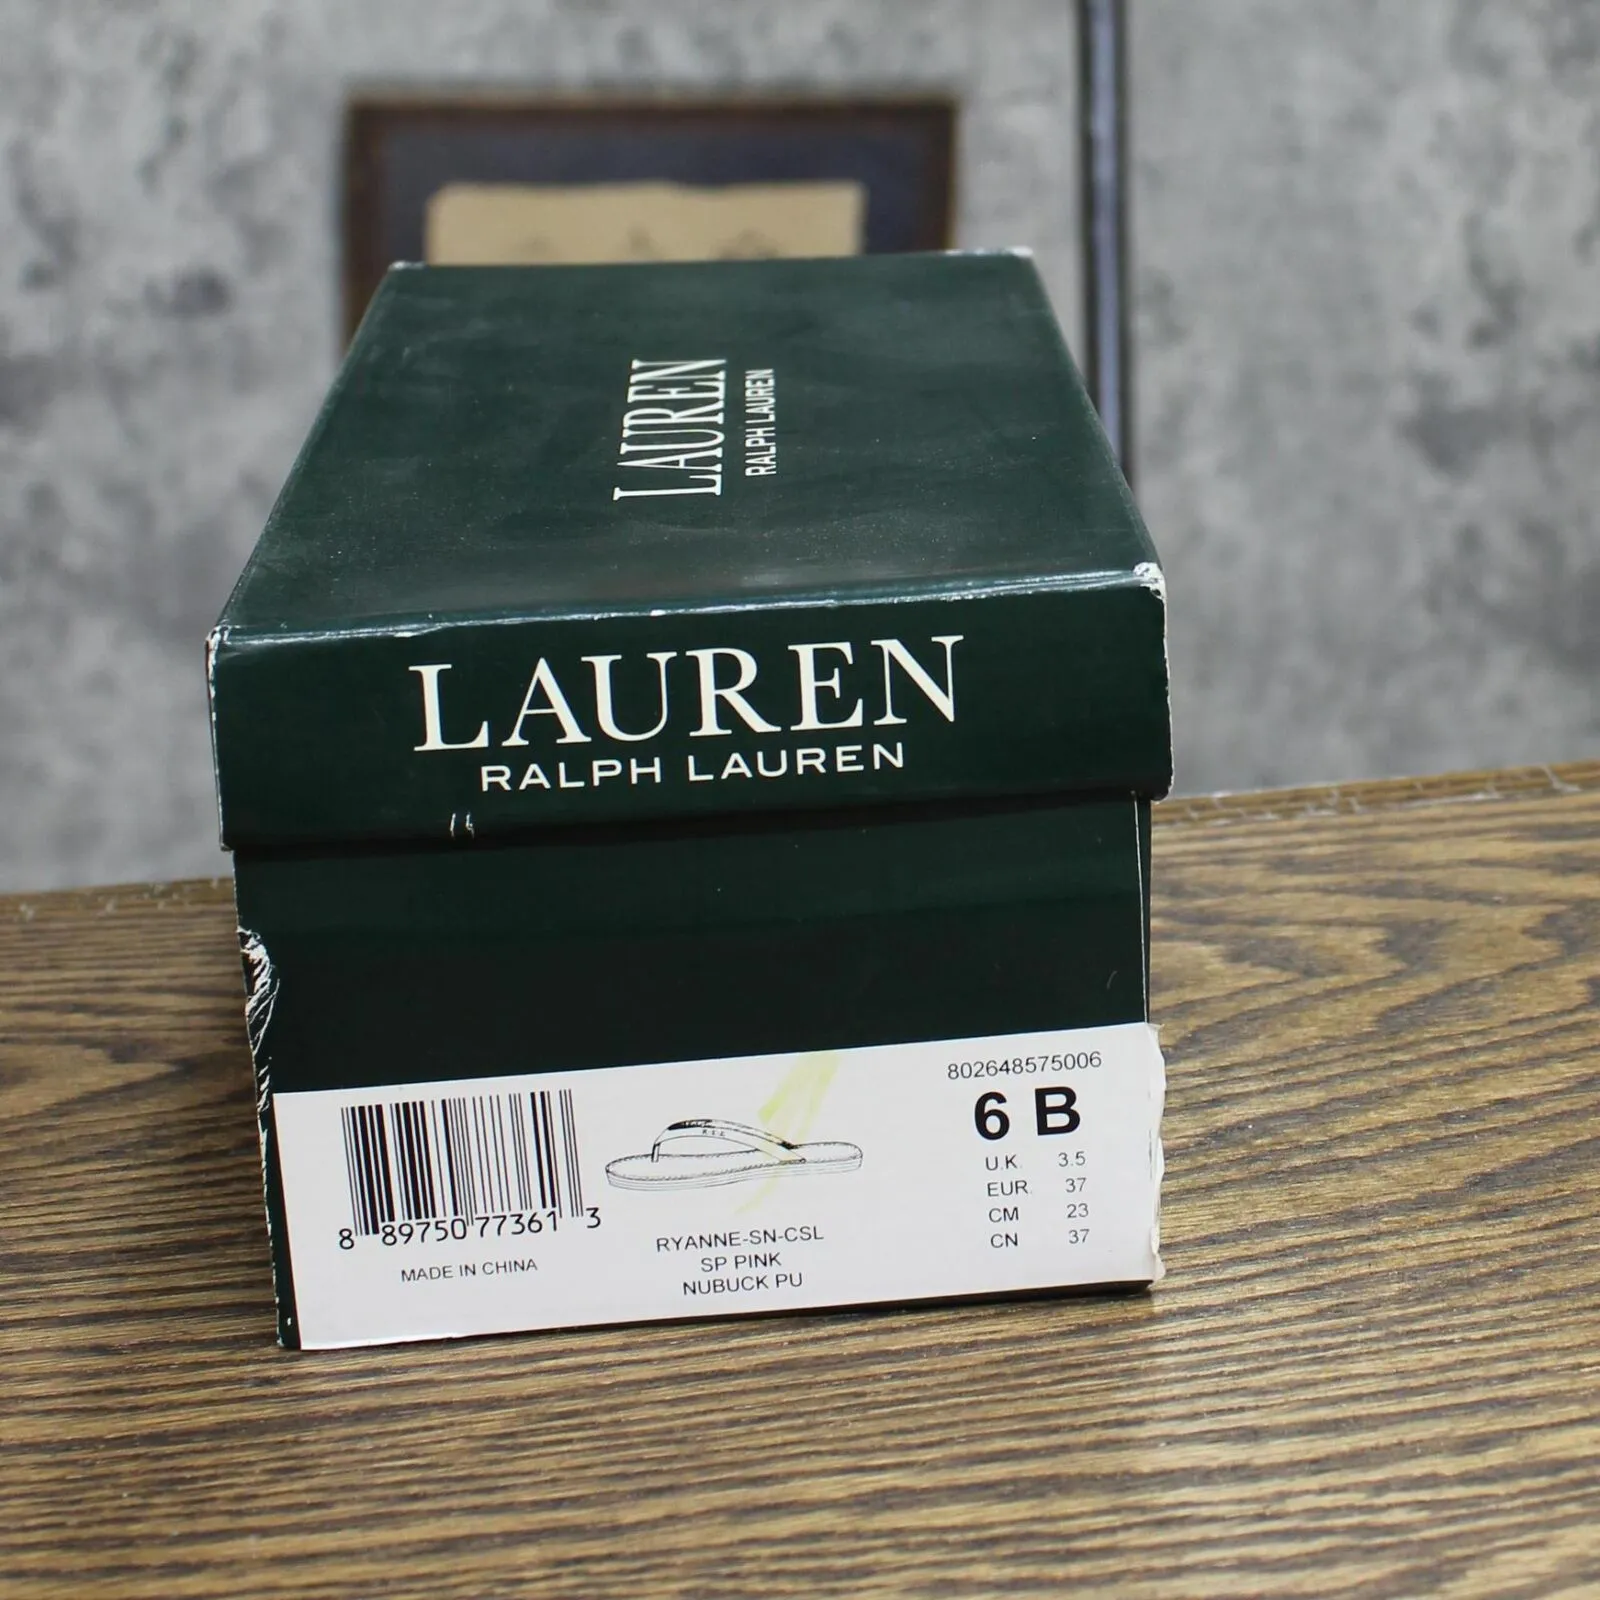 LAUREN
RALPH LAUREN
LAUREN
RALPH LAUREN
802648575006
6 B
U.K. 3.5
EUR. 37
CM 23
CN 37
8 89750 77361 3
MADE IN CHINA
RYANNE-SN-CSL
SP PINK
NUBUCK PU